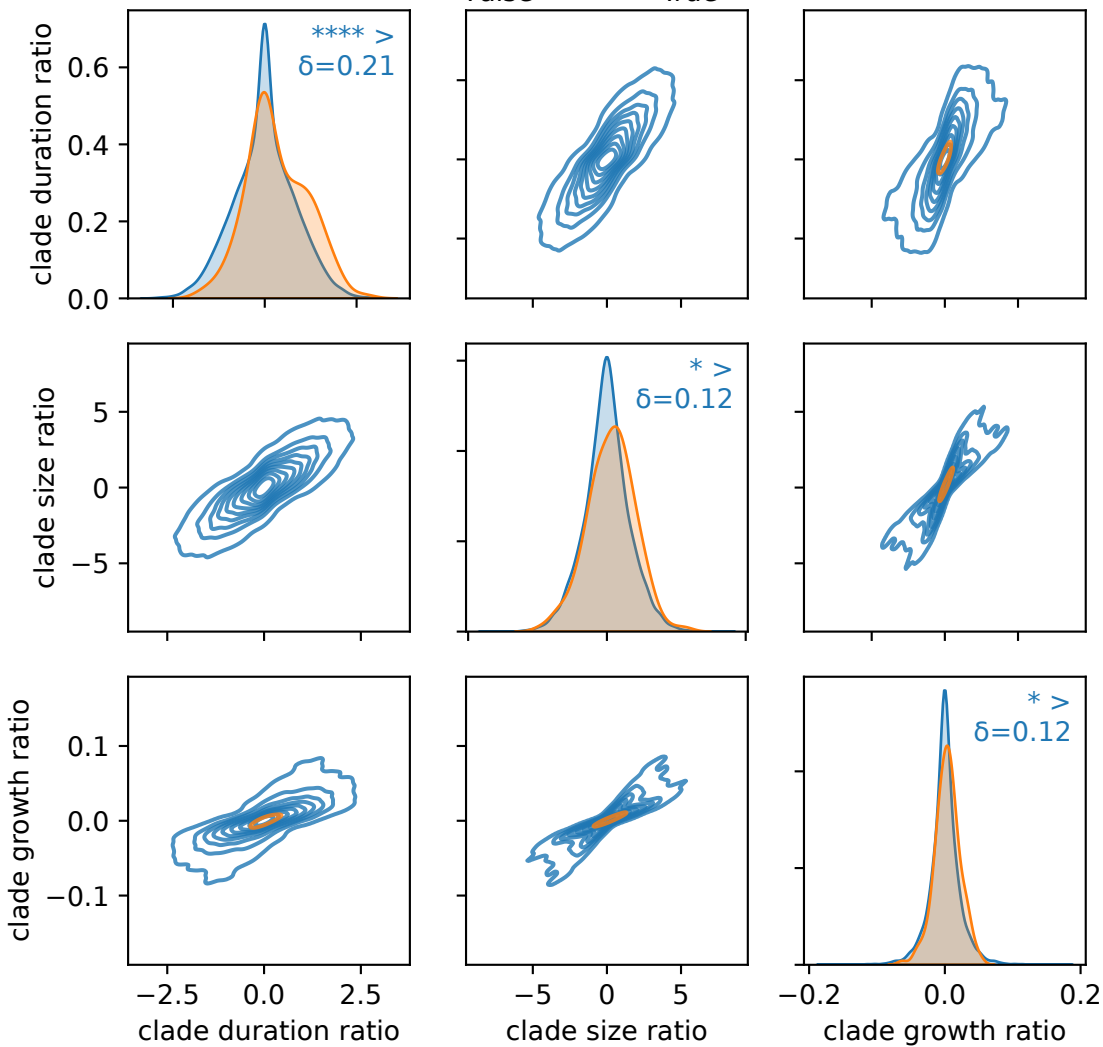 clade duration ratio
0.6
0.4
0.2
0.0
**** >
δ=0.21
clade size ratio
5
0
−5
* >
δ=0.12
clade growth ratio
0.1
0.0
−0.1
* >
δ=0.12
−2.5 0.0 2.5
−5 0 5
−0.2 0.0 0.2
clade duration ratio
clade size ratio
clade growth ratio